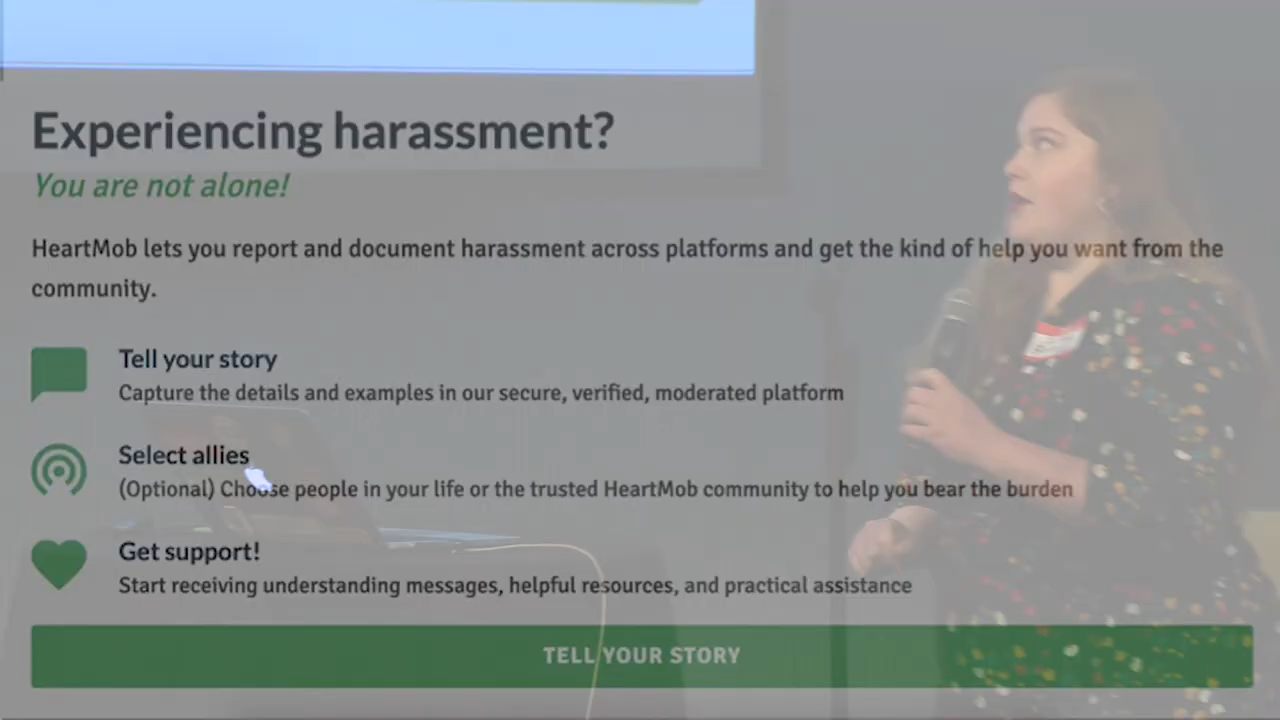 Experiencing harassment?
You are not alone!
HeartMob lets you report and document harassment across platforms and get the kind of help you want from the
community.
Tell your story
Capture the details and examples in our secure, verified, moderated platform
Select allies
(Optional) Choose people in your life or the trusted HeartMob community to help you bear the burden
Get support!
Start receiving understanding messages, helpful resources, and practical assistance
TELL YOUR STORY